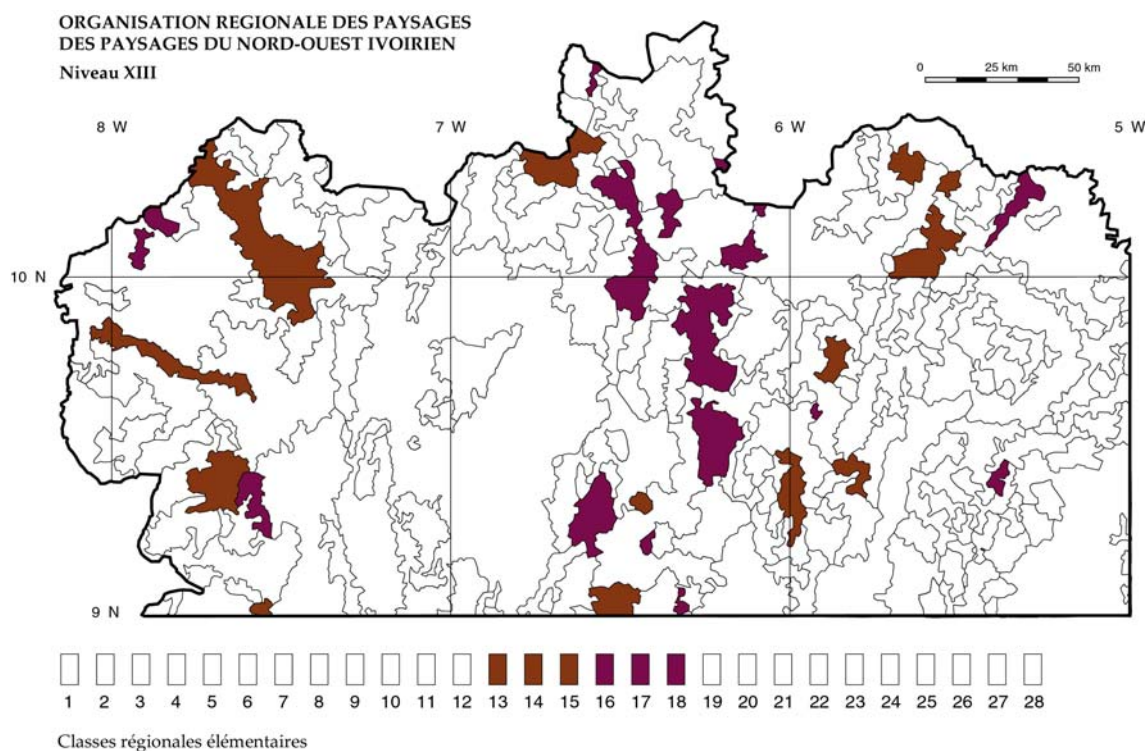 ORGANISATION REGIONALE DES PAYSAGES
DES PAYSAGES DU NORD-OUEST IVOIRIEN
Niveau XIII
0 25 km 50 km
8 W 7 W 6 W 5 W
10 N
9 N
1 2 3 4 5 6 7 8 9 10 11 12 13 14 15 16 17 18 19 20 21 22 23 24 25 26 27 28
Classes régionales élémentaires